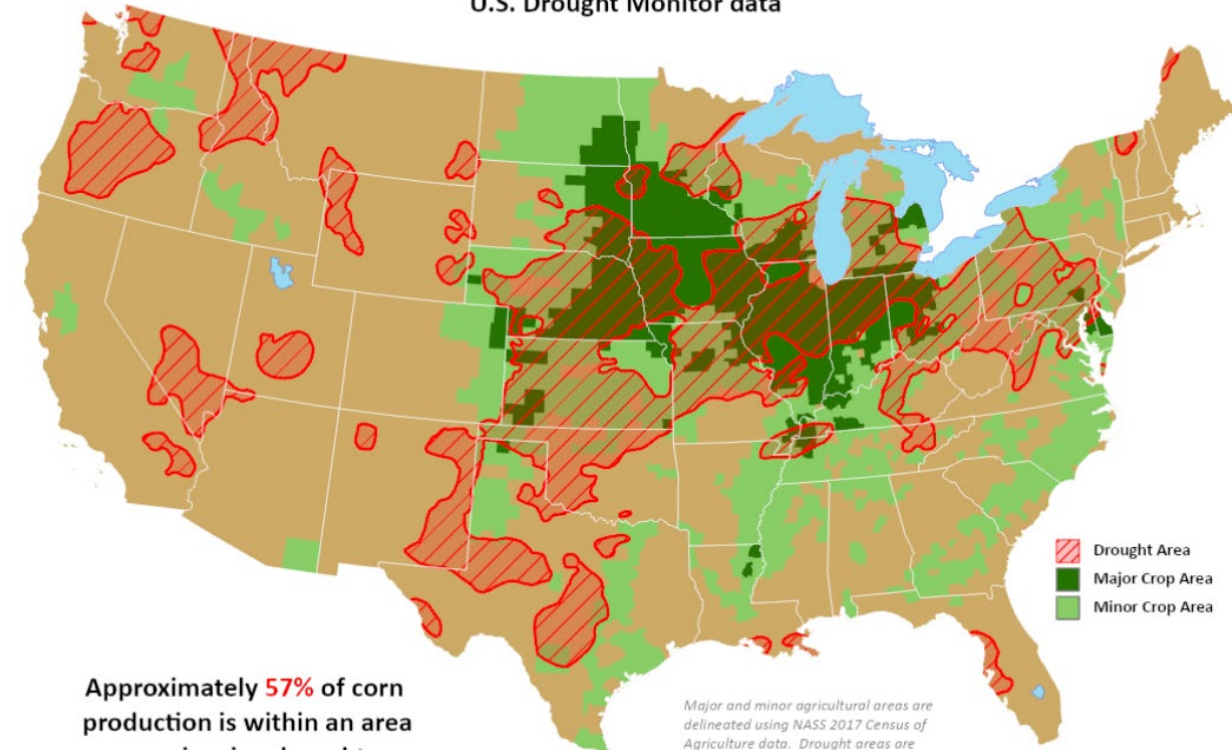 U.S. Drought Monitor data
Drought Area
Major Crop Area
Minor Crop Area
Approximately 57% of corn
production is within an area
Major and minor agricultural areas are
delineated using NASS 2017 Census of
Agriculture data. Drought areas are